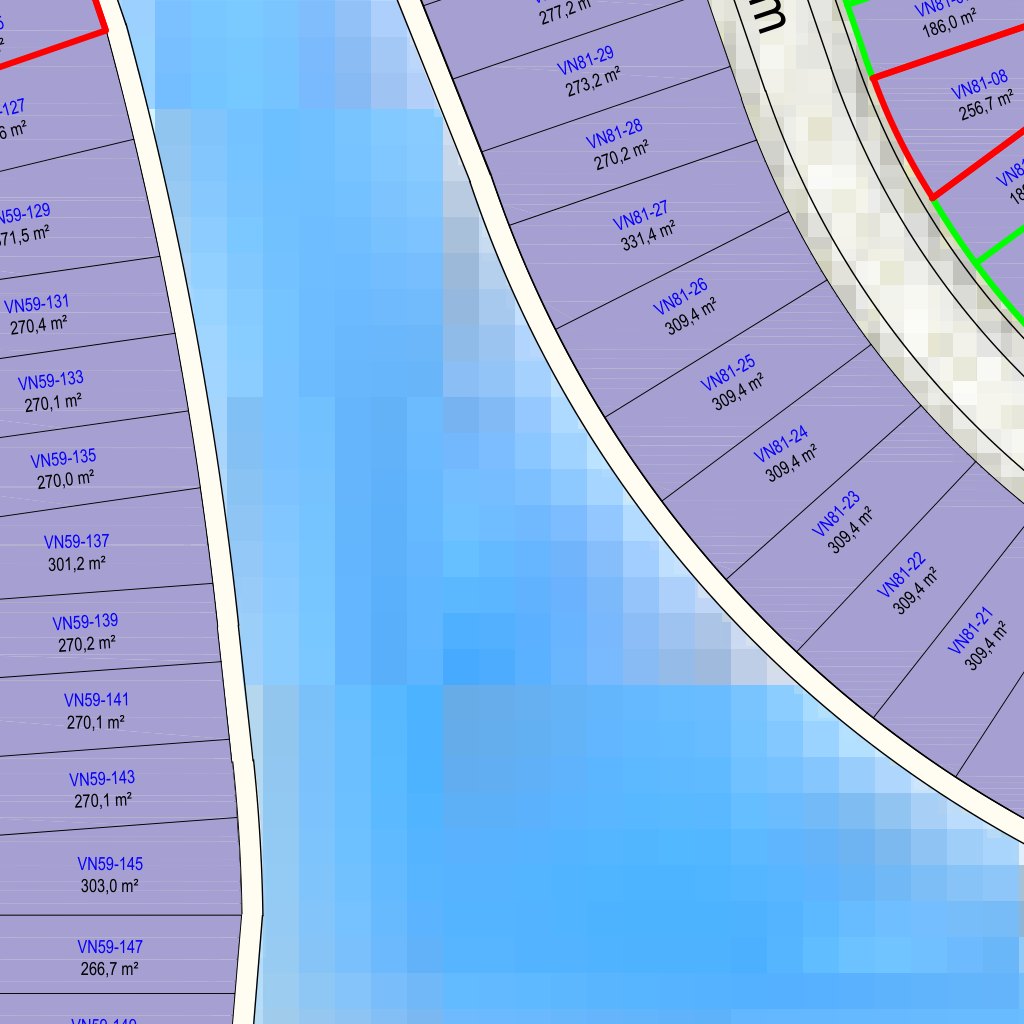 277,2 m²
VN81-29
273,2 m²
VN81-28
270,2 m²
VN81-27
331,4 m²
VN81-26
309,4 m²
VN81-25
309,4 m²
VN81-24
309,4 m²
VN81-23
309,4 m²
VN81-22
309,4 m²
VN81-21
309,4 m²
m
186,0 m²
VN81-08
256,7 m²
-127
VN59-129
71,5 m²
VN59-131
270,4 m²
VN59-133
270,1 m²
VN59-135
270,0 m²
VN59-137
301,2 m²
VN59-139
270,2 m²
VN59-141
270,1 m²
VN59-143
270,1 m²
VN59-145
303,0 m²
VN59-147
266,7 m²